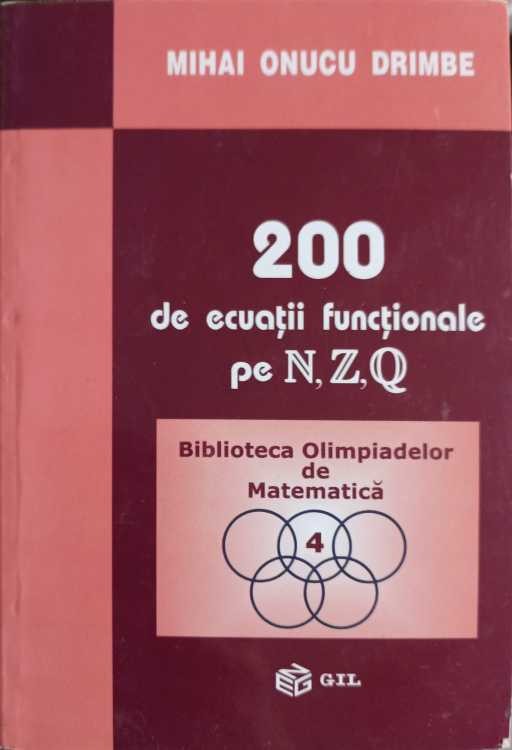 MIHAI ONUCU DRIMBE
200
de ecuații funcționale
pe ℕ, ℤ, ℚ
Biblioteca Olimpiadelor
de
Matematică
4
GIL